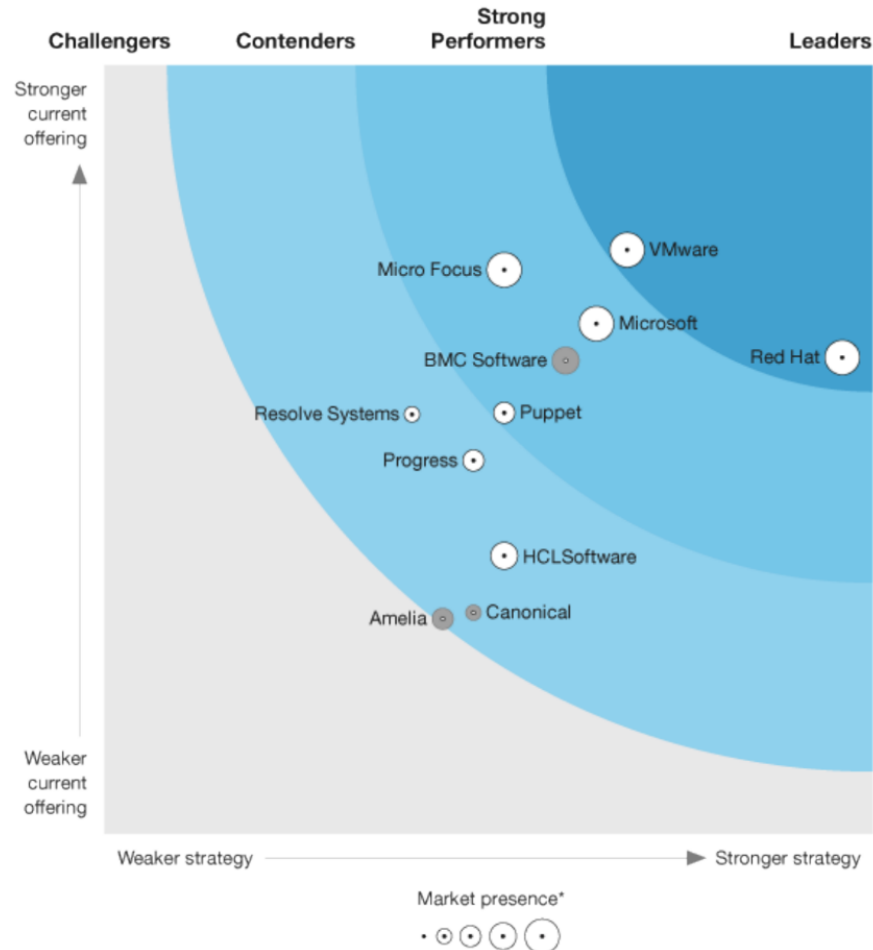 Challengers
Contenders
Strong
Performers
Leaders
Stronger
current
offering
VMware
Micro Focus
Microsoft
Red Hat
BMC Software
Resolve Systems
Puppet
Progress
HCLSoftware
Amelia
Canonical
Weaker
current
offering
Weaker strategy
Stronger strategy
Market presence*